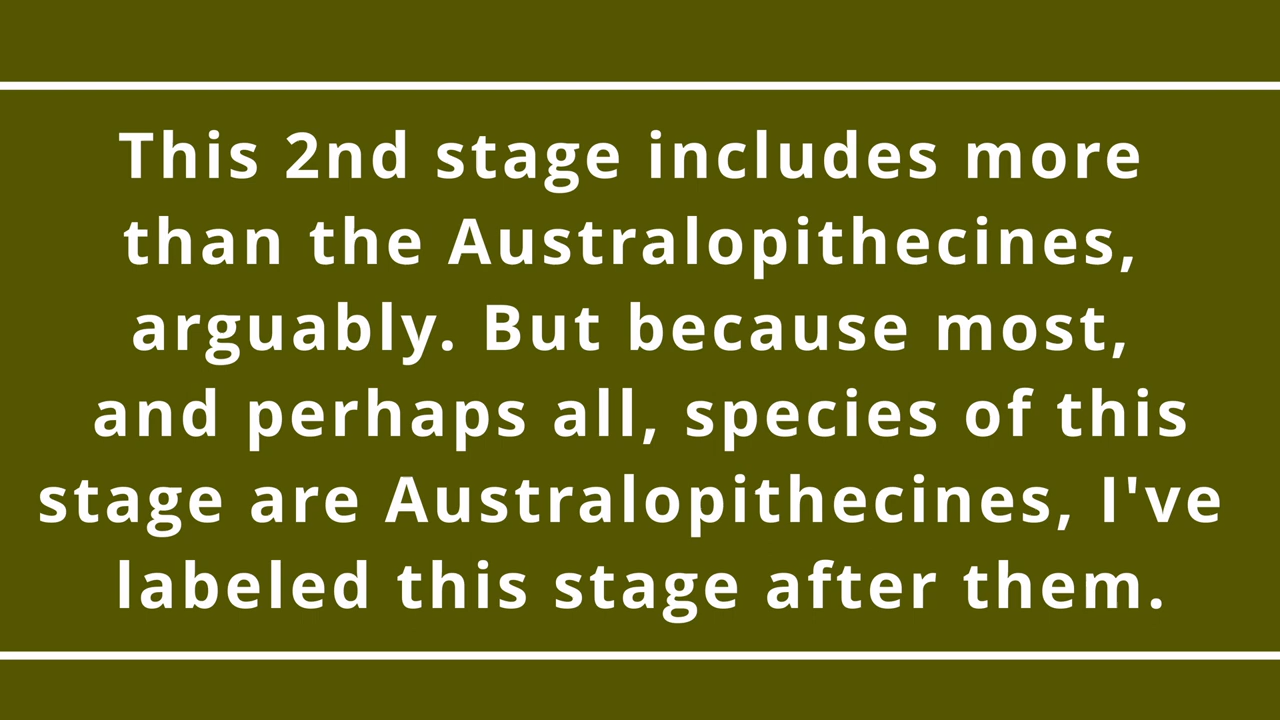 This 2nd stage includes more
than the Australopithecines,
arguably. But because most,
and perhaps all, species of this
stage are Australopithecines, I've
labeled this stage after them.